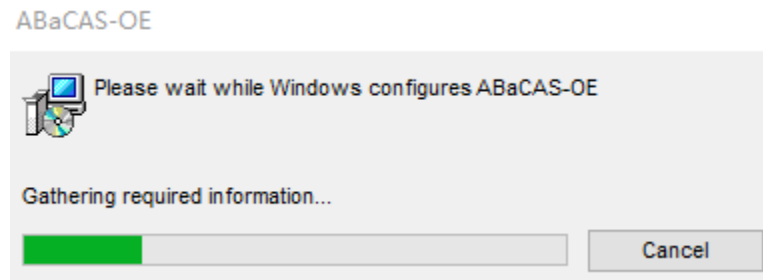 ABaCAS-OE
Please wait while Windows configures ABaCAS-OE
Gathering required information...
Cancel